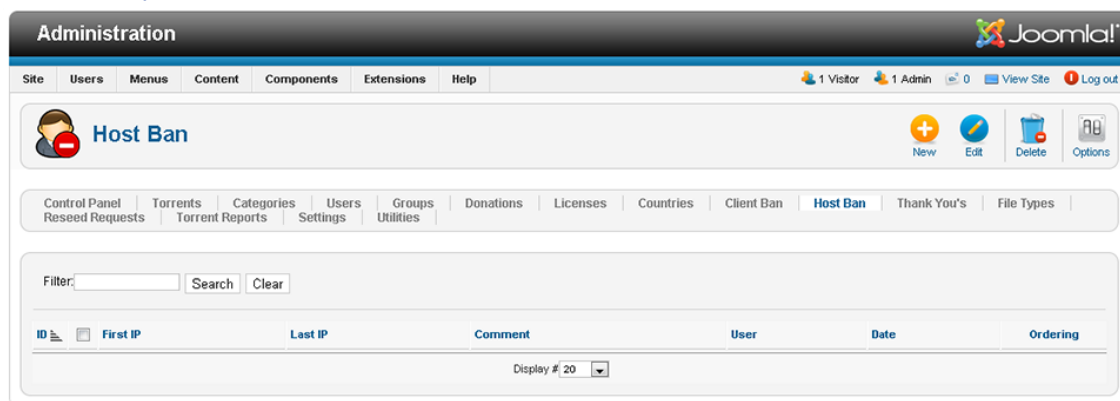 Administration Joomla!
Site Users Menus Content Components Extensions Help 1 Visitor 1 Admin 0 View Site Log out
Host Ban New Edit Delete Options
Control Panel Torrents Categories Users Groups Donations Licenses Countries Client Ban Host Ban Thank You's File Types
Reseed Requests Torrent Reports Settings Utilities
Filter: Search Clear
ID First IP Last IP Comment User Date Ordering
Display # 20